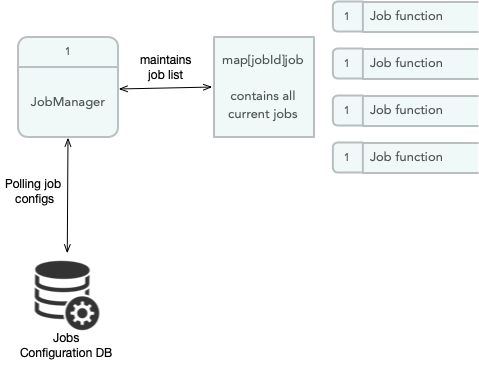 1
JobManager
maintains
job list
map[jobId]job
contains all
current jobs
1 Job function
1 Job function
1 Job function
1 Job function
Polling job
configs
Jobs
Configuration DB